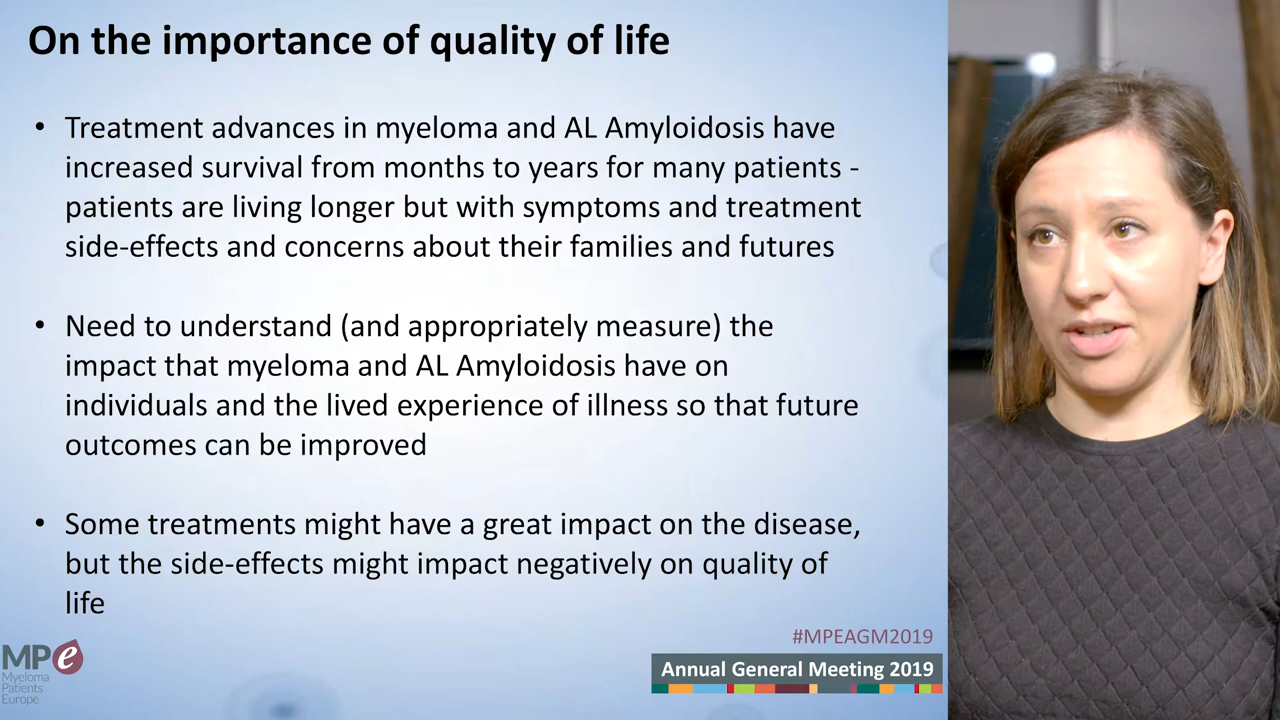 On the importance of quality of life
• Treatment advances in myeloma and AL Amyloidosis have
increased survival from months to years for many patients -
patients are living longer but with symptoms and treatment
side-effects and concerns about their families and futures
• Need to understand (and appropriately measure) the
impact that myeloma and AL Amyloidosis have on
individuals and the lived experience of illness so that future
outcomes can be improved
• Some treatments might have a great impact on the disease,
but the side-effects might impact negatively on quality of
life
#MPEAGM2019
Annual General Meeting 2019
MPe
Myeloma
Patients
Europe